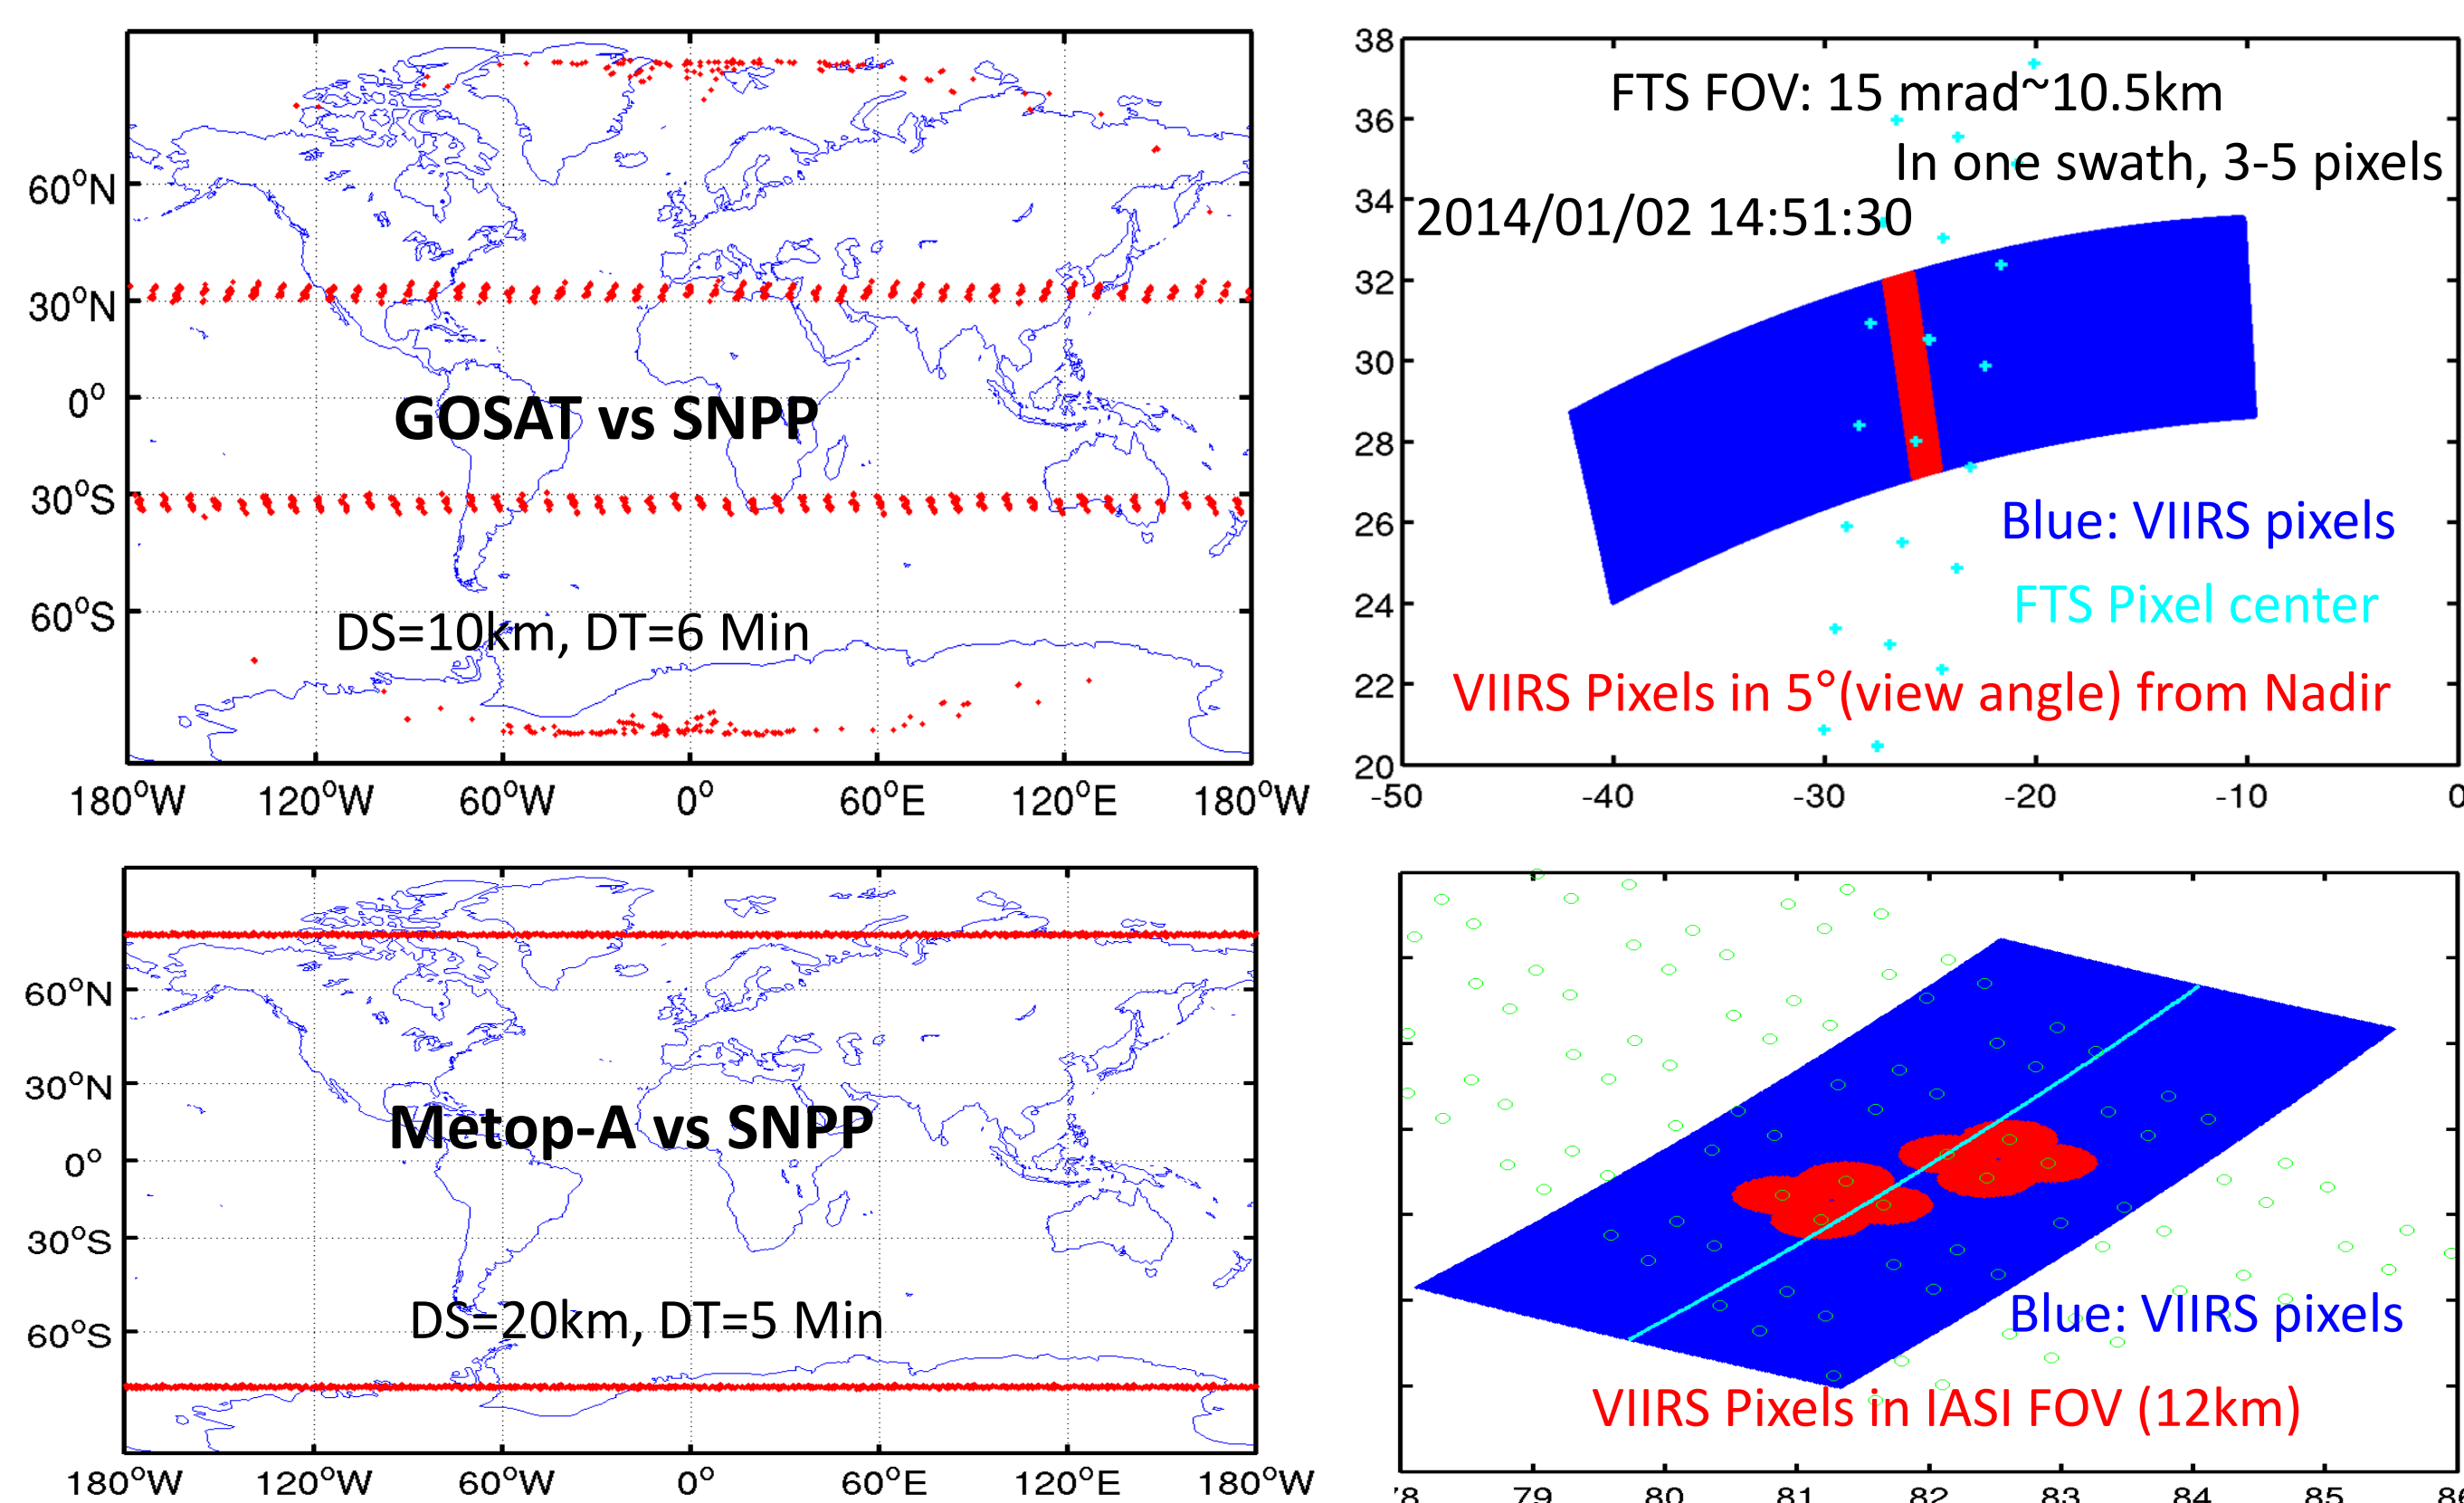 60°N
30°N
0°
30°S
60°S
GOSAT vs SNPP
DS=10km, DT=6 Min
180°W 120°W 60°W 0° 60°E 120°E 180°W
38
36
34
32
30
28
26
24
22
20
FTS FOV: 15 mrad~10.5km
In one swath, 3-5 pixels
2014/01/02 14:51:30
Blue: VIIRS pixels
FTS Pixel center
VIIRS Pixels in 5°(view angle) from Nadir
-50 -40 -30 -20 -10 0
60°N
30°N
0°
30°S
60°S
Metop-A vs SNPP
DS=20km, DT=5 Min
180°W 120°W 60°W 0° 60°E 120°E 180°W
Blue: VIIRS pixels
VIIRS Pixels in IASI FOV (12km)
79 80 81 82 83 84 85